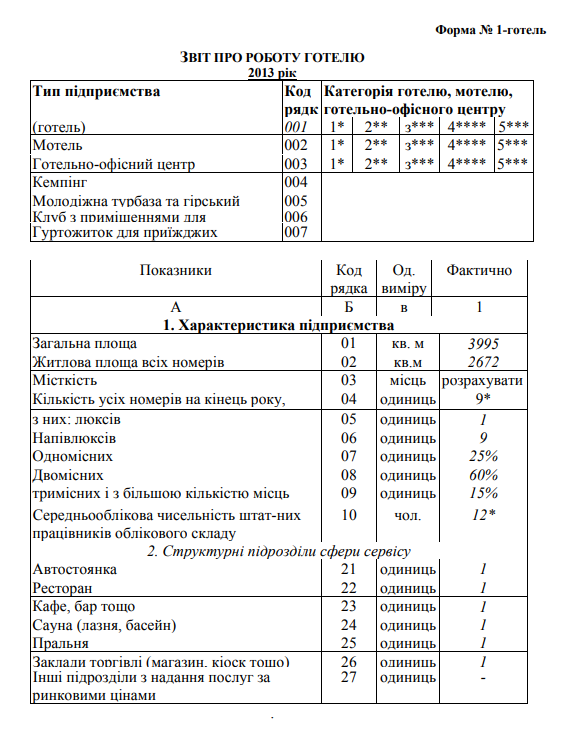 Форма № 1-готель
ЗВІТ ПРО РОБОТУ ГОТЕЛЮ
2013 рік
Тип підприємства Код Категорія готелю, мотелю,
рядк готельно-офісного центру
(готель) 001 1* 2** з*** 4**** 5***
Мотель 002 1* 2** з*** 4**** 5***
Готельно-офісний центр 003 1* 2** з*** 4**** 5***
Кемпінг 004
Молодіжна турбаза та гірський 005
Клуб з приміщеннями для 006
Гуртожиток для приїжджих 007
Показники Код Од. Фактично
рядка виміру
А Б в 1
1. Характеристика підприємства
Загальна площа 01 кв. м 3995
Житлова площа всіх номерів 02 кв.м 2672
Місткість 03 місць розрахувати
Кількість усіх номерів на кінець року, 04 одиниць 9*
з них: люксів 05 одиниць 1
Напівлюксів 06 одиниць 9
Одномісних 07 одиниць 25%
Двомісних 08 одиниць 60%
тримісних і з більшою кількістю місць 09 одиниць 15%
Середньооблікова чисельність штат-них 10 чол. 12*
працівників облікового складу
2. Структурні підрозділи сфери сервісу
Автостоянка 21 одиниць 1
Ресторан 22 одиниць 1
Кафе, бар тощо 23 одиниць 1
Сауна (лазня, басейн) 24 одиниць 1
Пральня 25 одиниць 1
Заклади торгівлі (магазин, кіоск тощо) 26 одиниць 1
Інші підрозділи з надання послуг за 27 одиниць -
ринковими цінами
.